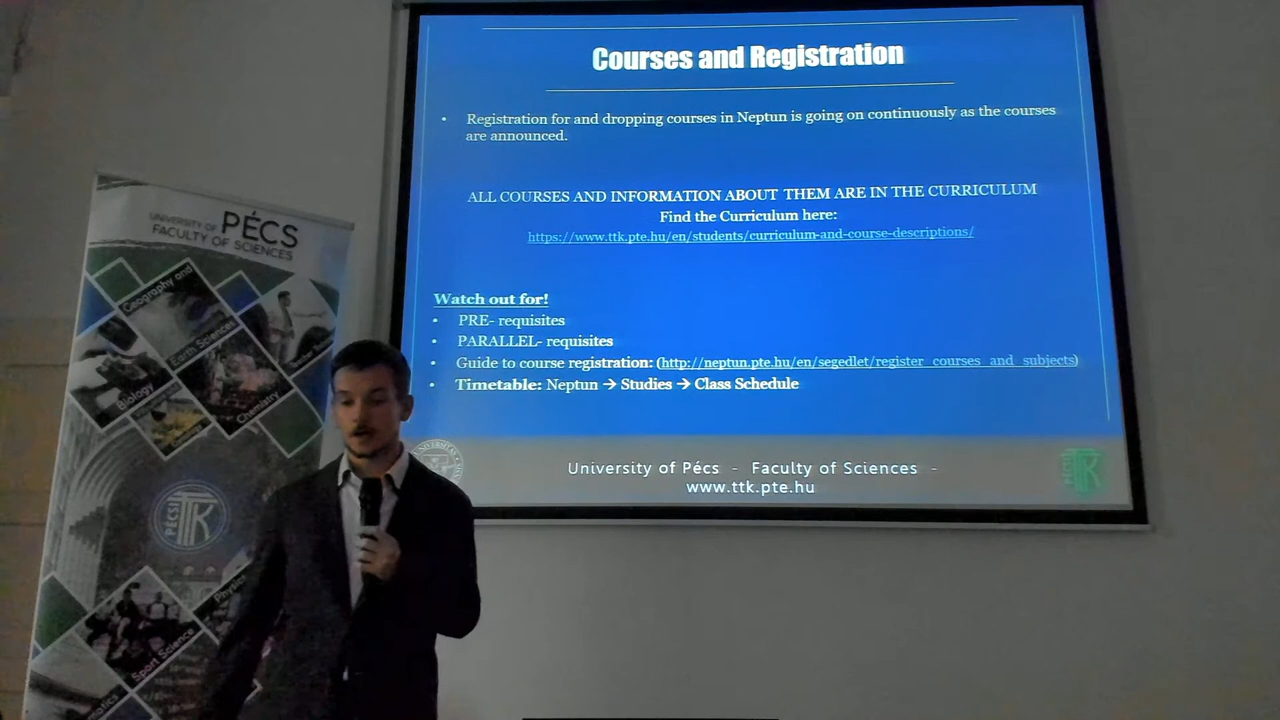 Courses and Registration
• Registration for and dropping courses in Neptun is going on continuously as the courses
are announced.
ALL COURSES AND INFORMATION ABOUT THEM ARE IN THE CURRICULUM
Find the Curriculum here:
https://www.ttk.pte.hu/en/students/curriculum-and-course-descriptions/
Watch out for!
• PRE- requisites
• PARALLEL- requisites
• Guide to course registration: (http://neptun.pte.hu/en/segedlet/register_courses_and_subjects)
• Timetable: Neptun → Studies → Class Schedule
University of Pécs - Faculty of Sciences -
www.ttk.pte.hu
UNIVERSITY OF PÉCS
FACULTY OF SCIENCES
Geography and
Earth Sciences
Biology
Chemistry
PÉCSI TTK
Physics
Sport Science